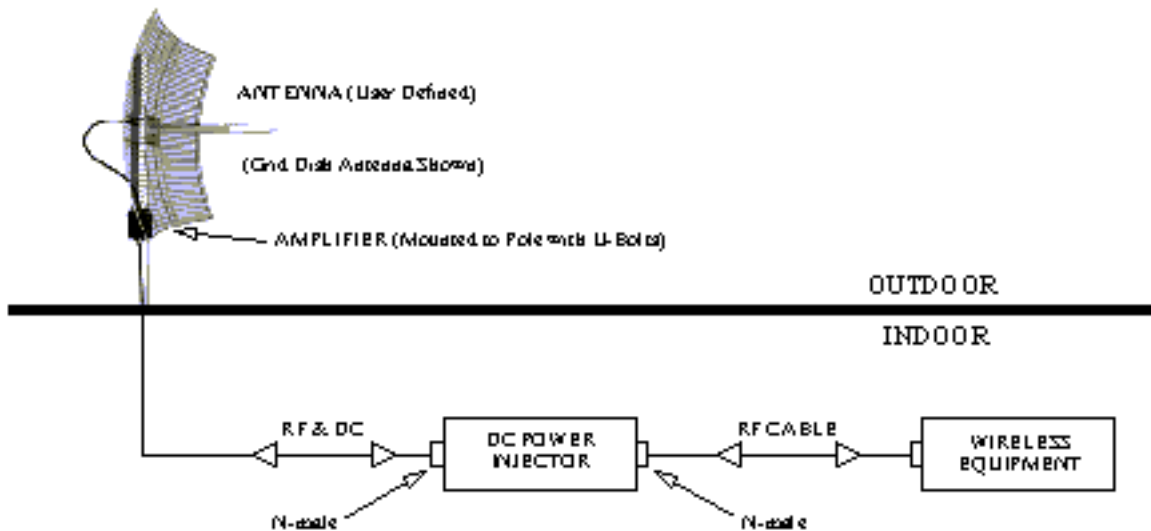 ANTENNA (User Defined)
(Grid Dish Antenna Shown)
AMPLIFIER (Mounted to Pole with U-Bolts)
OUTDOOR
INDOOR
RF & DC
DC POWER
INJECTOR
RF CABLE
WIRELESS
EQUIPMENT
N-male
N-male